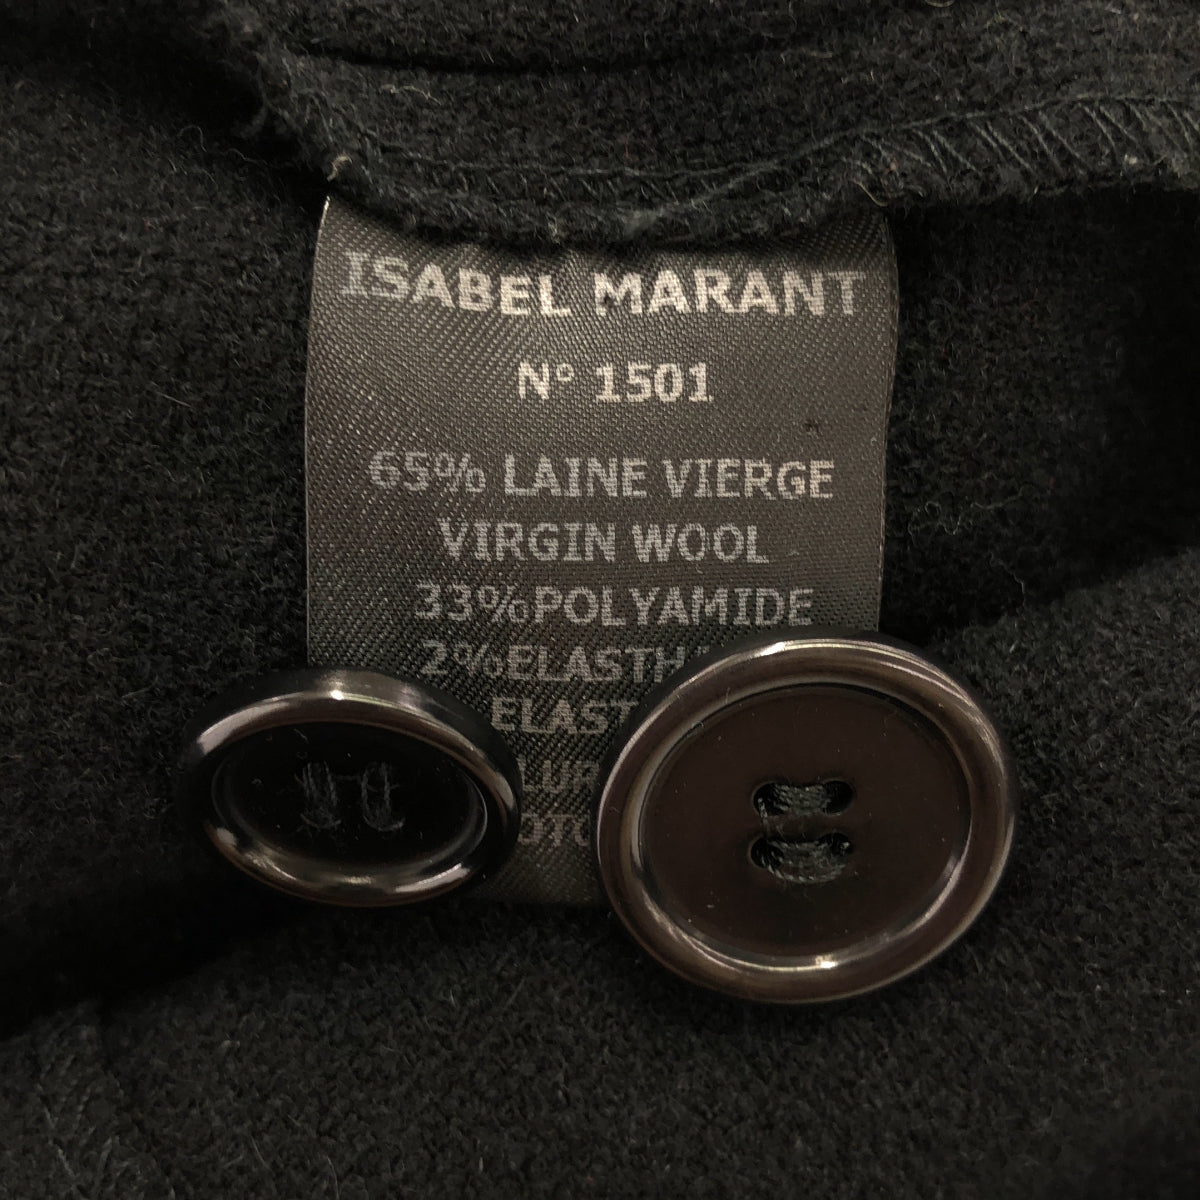 ISABEL MARANT
N° 1501
65% LAINE VIERGE
VIRGIN WOOL
33%POLYAMIDE